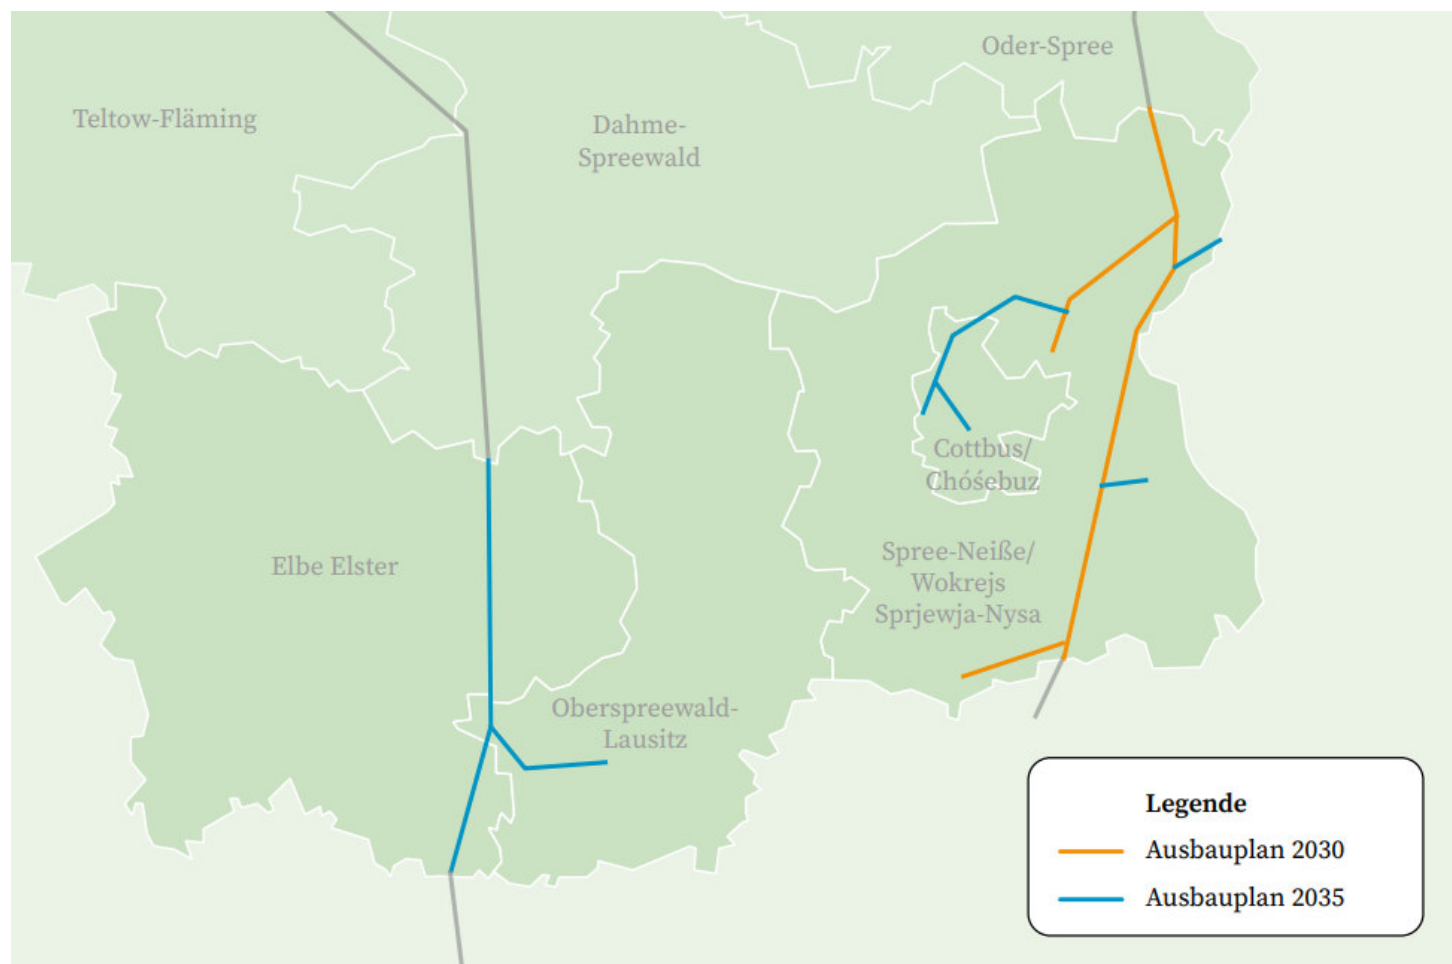 Oder-Spree
Teltow-Fläming
Dahme-
Spreewald
Cottbus/
Chóśebuz
Elbe Elster
Spree-Neiße/
Wokrejs
Sprjewja-Nysa
Oberspreewald-
Lausitz
Legende
Ausbauplan 2030
Ausbauplan 2035